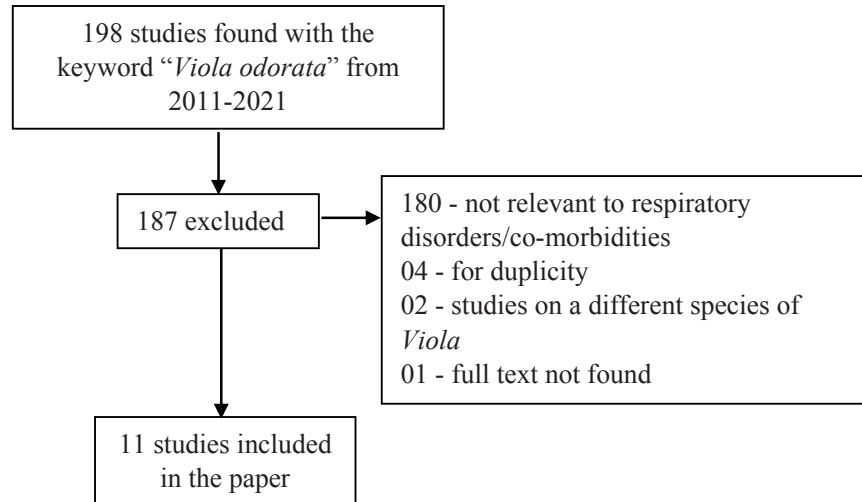 198 studies found with the
keyword “Viola odorata” from
2011-2021
187 excluded
180 - not relevant to respiratory
disorders/co-morbidities
04 - for duplicity
02 - studies on a different species of
Viola
01 - full text not found
11 studies included
in the paper